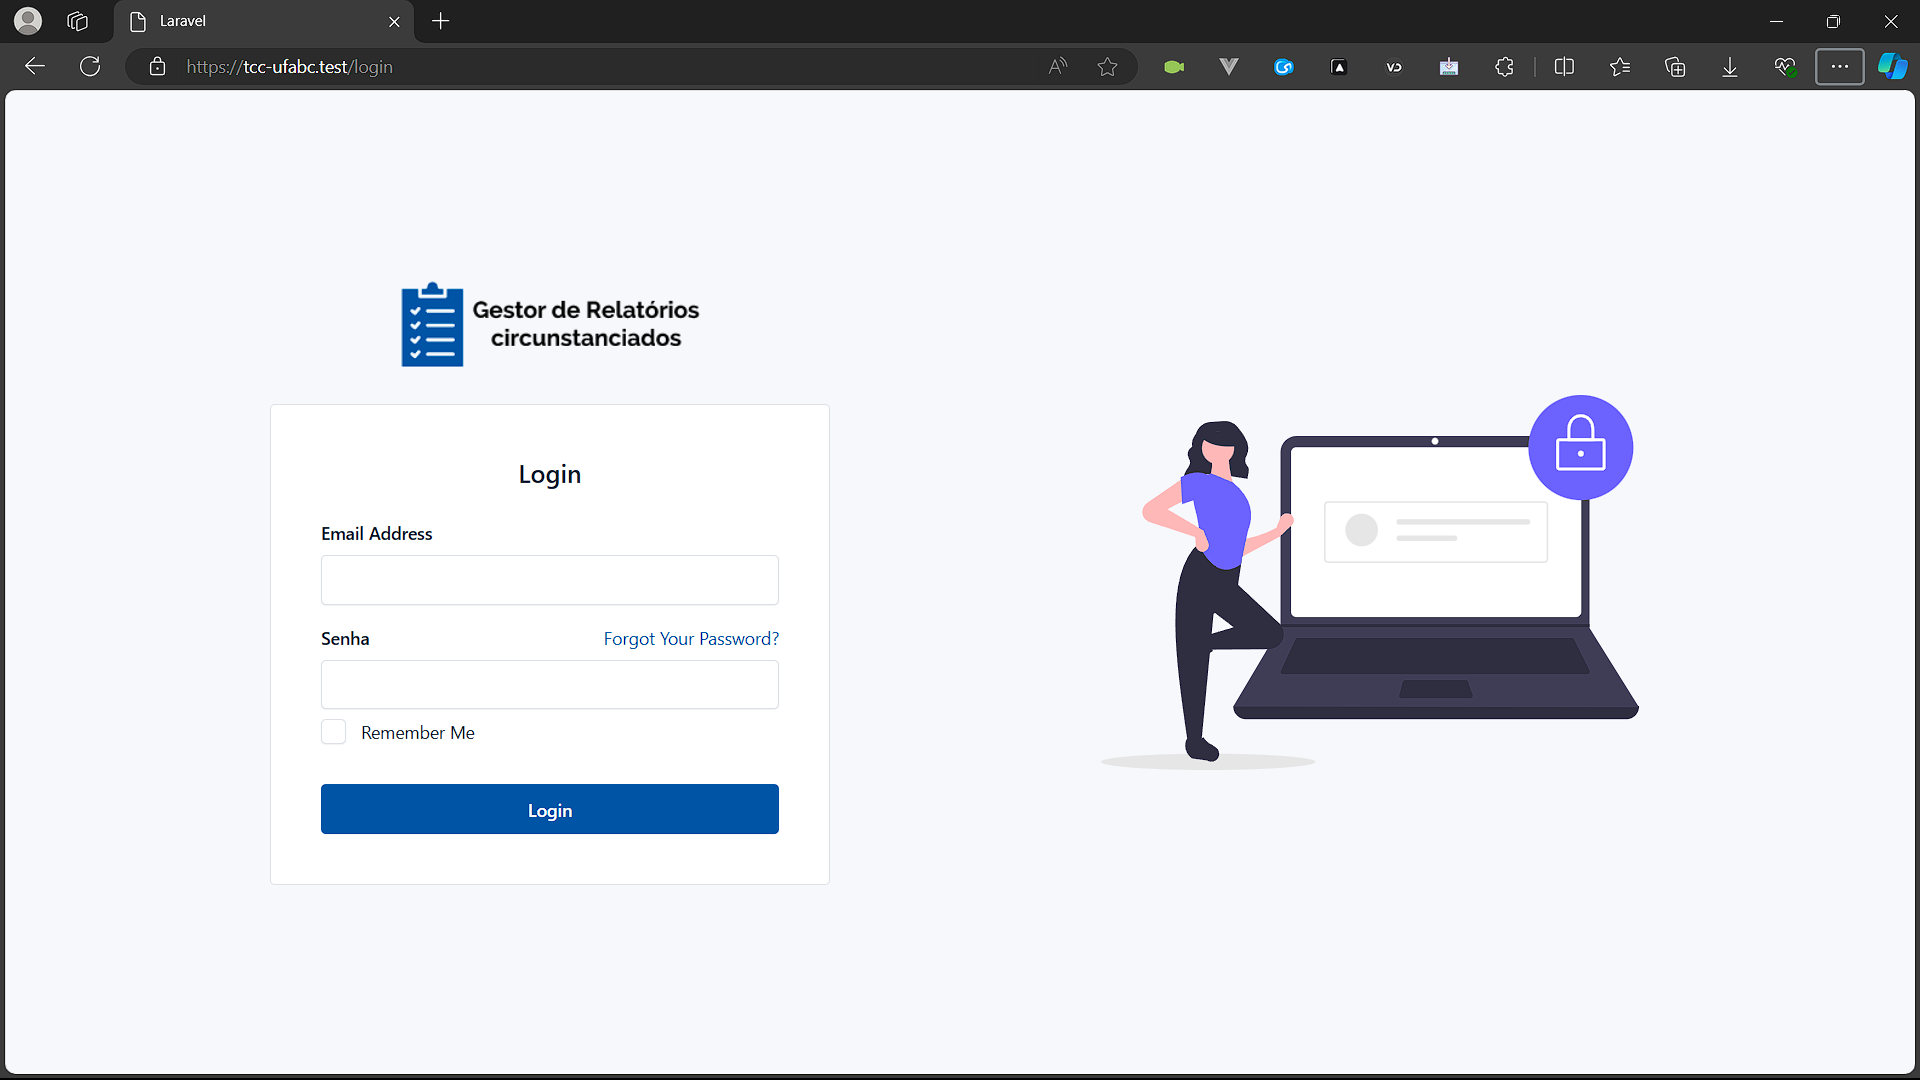 Laravel
https://tcc-ufabc.test/login
Gestor de Relatórios
circunstanciados
Login
Email Address
Senha
Forgot Your Password?
Remember Me
Login